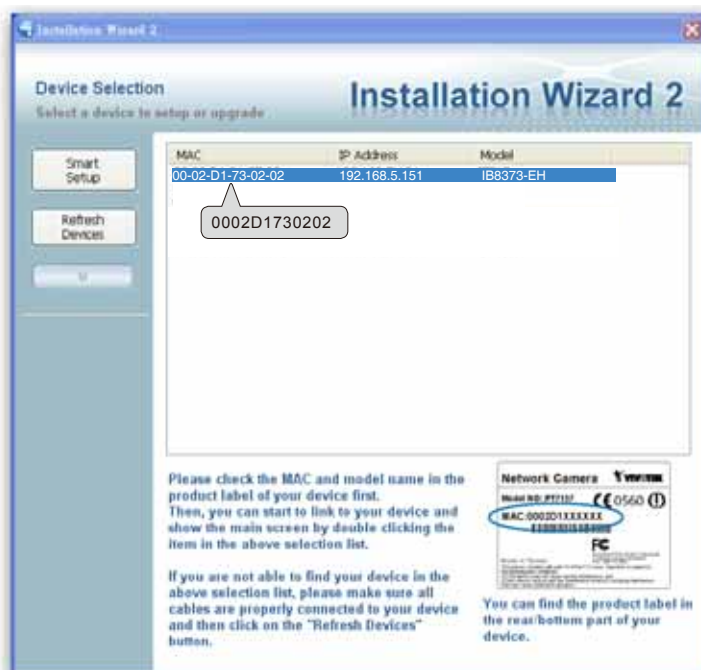 Installation Wizard 2
Device Selection
Select a device to setup or upgrade
Installation Wizard 2
Smart
Setup
Refresh
Devices
MAC IP Address Model
00-02-D1-73-02-02 192.168.5.151 IB8373-EH
0002D1730202
Please check the MAC and model name in the
product label of your device first.
Then, you can start to link to your device and
show the main screen by double clicking the
item in the above selection list.
If you are not able to find your device in the
above selection list, please make sure all
cables are properly connected to your device
and then click on the "Refresh Devices"
button.
Network Camera VIVOTEK
Model NO: PT7137 CE 0560
MAC:0002D1XXXXXX
FC
You can find the product label in
the rear/bottom part of your
device.